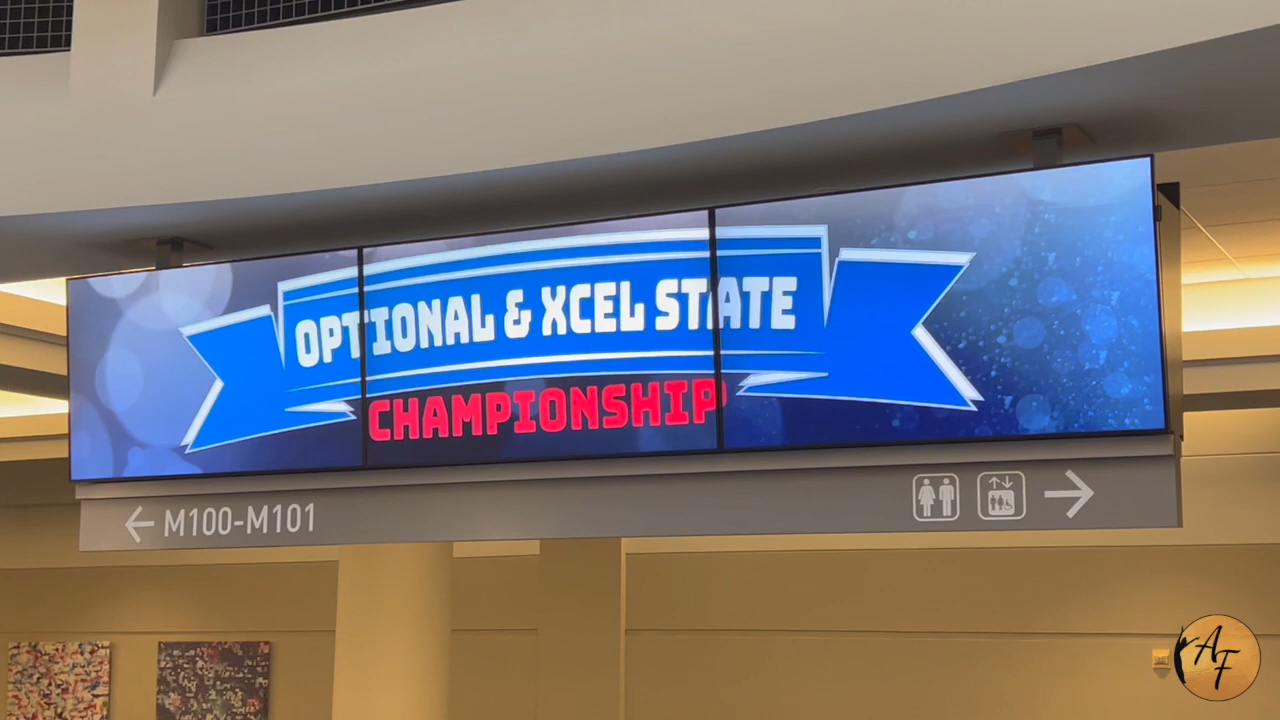 OPTIONAL & XCEL STATE
CHAMPIONSHIP
M100-M101
AF